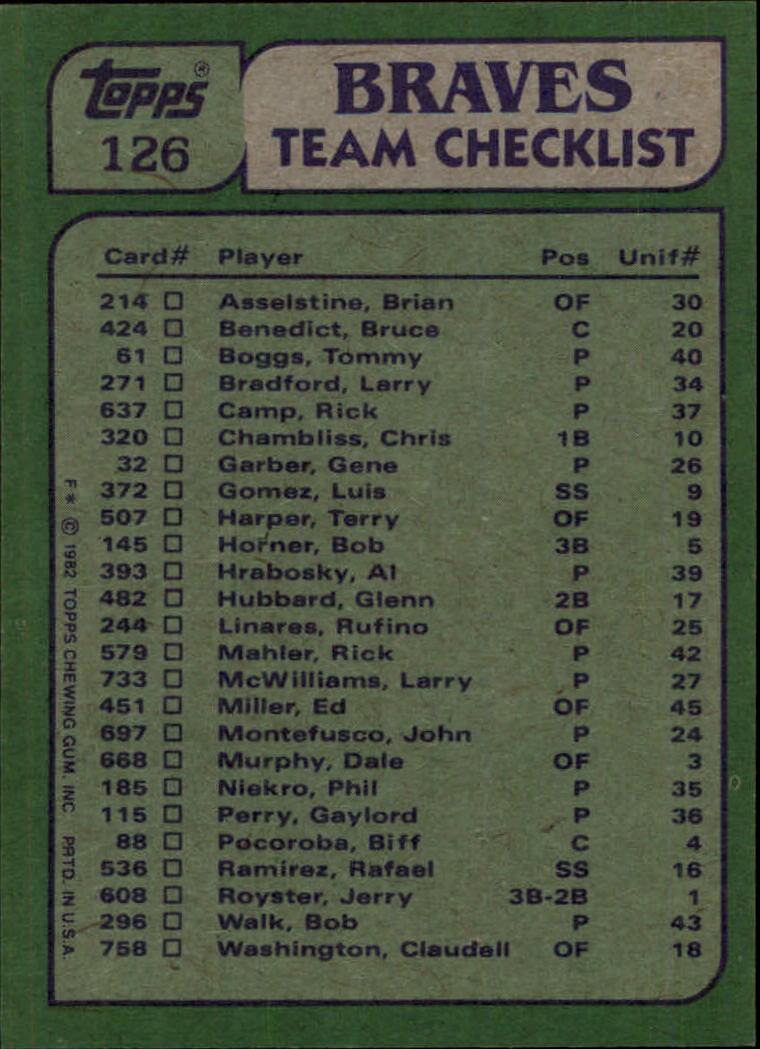 Topps®
126
BRAVES
TEAM CHECKLIST
Card# Player Pos Unif#
214 Asselstine, Brian OF 30
424 Benedict, Bruce C 20
61 Boggs, Tommy P 40
271 Bradford, Larry P 34
637 Camp, Rick P 37
320 Chambliss, Chris 1B 10
32 Garber, Gene P 26
372 Gomez, Luis SS 9
507 Harper, Terry OF 19
145 Horner, Bob 3B 5
393 Hrabosky, Al P 39
482 Hubbard, Glenn 2B 17
244 Linares, Rufino OF 25
579 Mahler, Rick P 42
733 McWilliams, Larry P 27
451 Miller, Ed OF 45
697 Montefusco, John P 24
668 Murphy, Dale OF 3
185 Niekro, Phil P 35
115 Perry, Gaylord P 36
88 Pocoroba, Biff C 4
536 Ramirez, Rafael SS 16
608 Royster, Jerry 3B-2B 1
296 Walk, Bob P 43
758 Washington, Claudell OF 18
F* © 1982 TOPPS CHEWING GUM, INC PRTD. IN U.S.A.